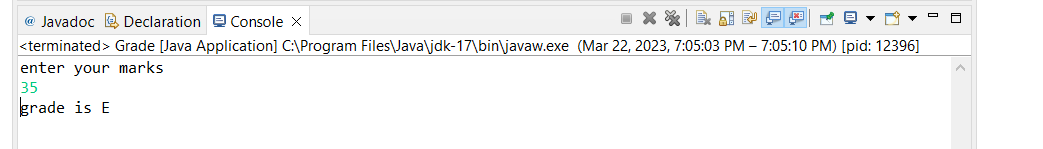 @ Javadoc Declaration Console
<terminated> Grade [Java Application] C:\Program Files\Java\jdk-17\bin\javaw.exe (Mar 22, 2023, 7:05:03 PM – 7:05:10 PM) [pid: 12396]
enter your marks
35
grade is E